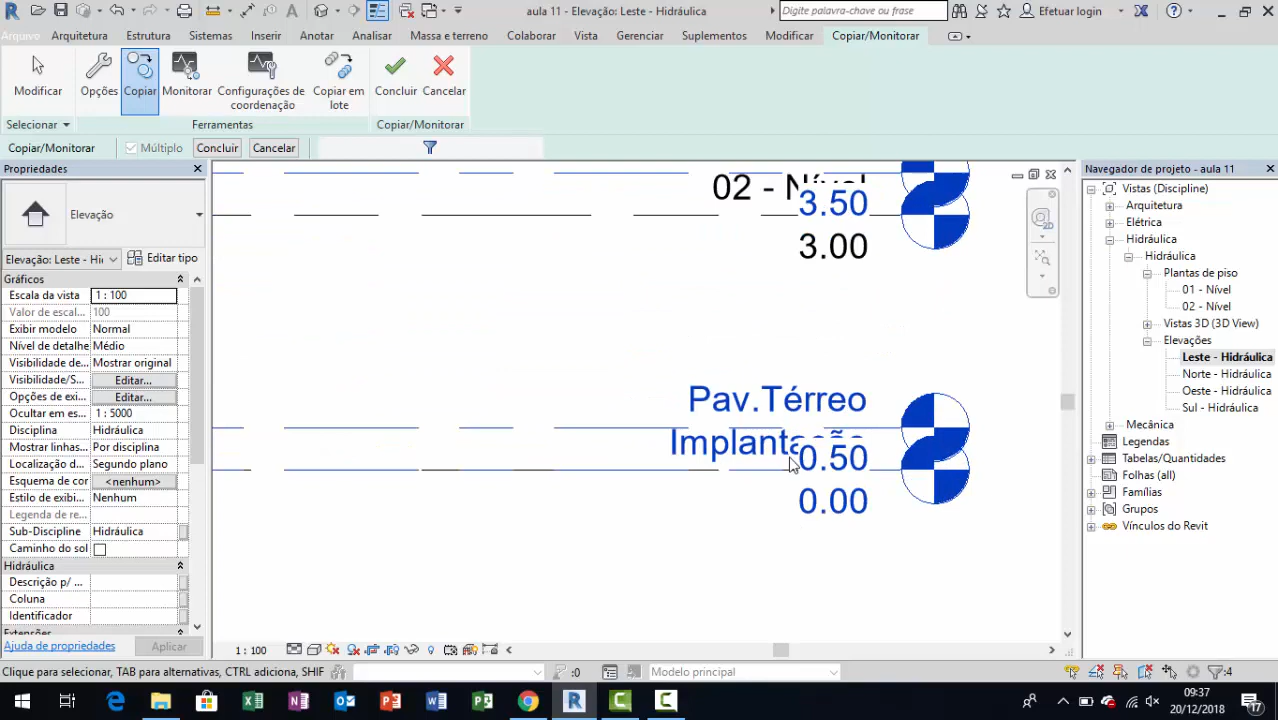 aula 11 - Elevação: Leste - Hidráulica
Digite palavra-chave ou frase
Efetuar login
Arquivo Arquitetura Estrutura Sistemas Inserir Anotar Analisar Massa e terreno Colaborar Vista Gerenciar Suplementos Modificar Copiar/Monitorar
Modificar Opções Copiar Monitorar Configurações de coordenação Copiar em lote Concluir Cancelar
Selecionar Ferramentas Copiar/Monitorar
Copiar/Monitorar Múltiplo Concluir Cancelar
Propriedades
Elevação
Elevação: Leste - Hi Editar tipo
Gráficos
Escala da vista 1 : 100
Valor de escal... 100
Exibir modelo Normal
Nível de detalhe Médio
Visibilidade de... Mostrar original
Visibilidade/S... Editar...
Opções de exi... Editar...
Ocultar em es... 1 : 5000
Disciplina Hidráulica
Mostrar linhas... Por disciplina
Localização d... Segundo plano
Esquema de cor <nenhum>
Estilo de exibi... Nenhum
Legenda de re...
Sub-Disciplina Hidráulica
Caminho do sol
Hidráulica
Descrição p/ ...
Coluna
Identificador
Extensões
Ajuda de propriedades Aplicar
02 - Nível
3.50
3.00
Pav.Térreo
Implantação
0.50
0.00
1 : 100
Navegador de projeto - aula 11
Vistas (Discipline)
Arquitetura
Elétrica
Hidráulica
Hidráulica
Plantas de piso
01 - Nível
02 - Nível
Vistas 3D (3D View)
Elevações
Leste - Hidráulica
Norte - Hidráulica
Oeste - Hidráulica
Sul - Hidráulica
Mecânica
Legendas
Tabelas/Quantidades
Folhas (all)
Famílias
Grupos
Vínculos do Revit
Clique para selecionar, TAB para alternativas, CTRL adicionar, SHIF
:0
Modelo principal
:4
09:37
20/12/2018
17